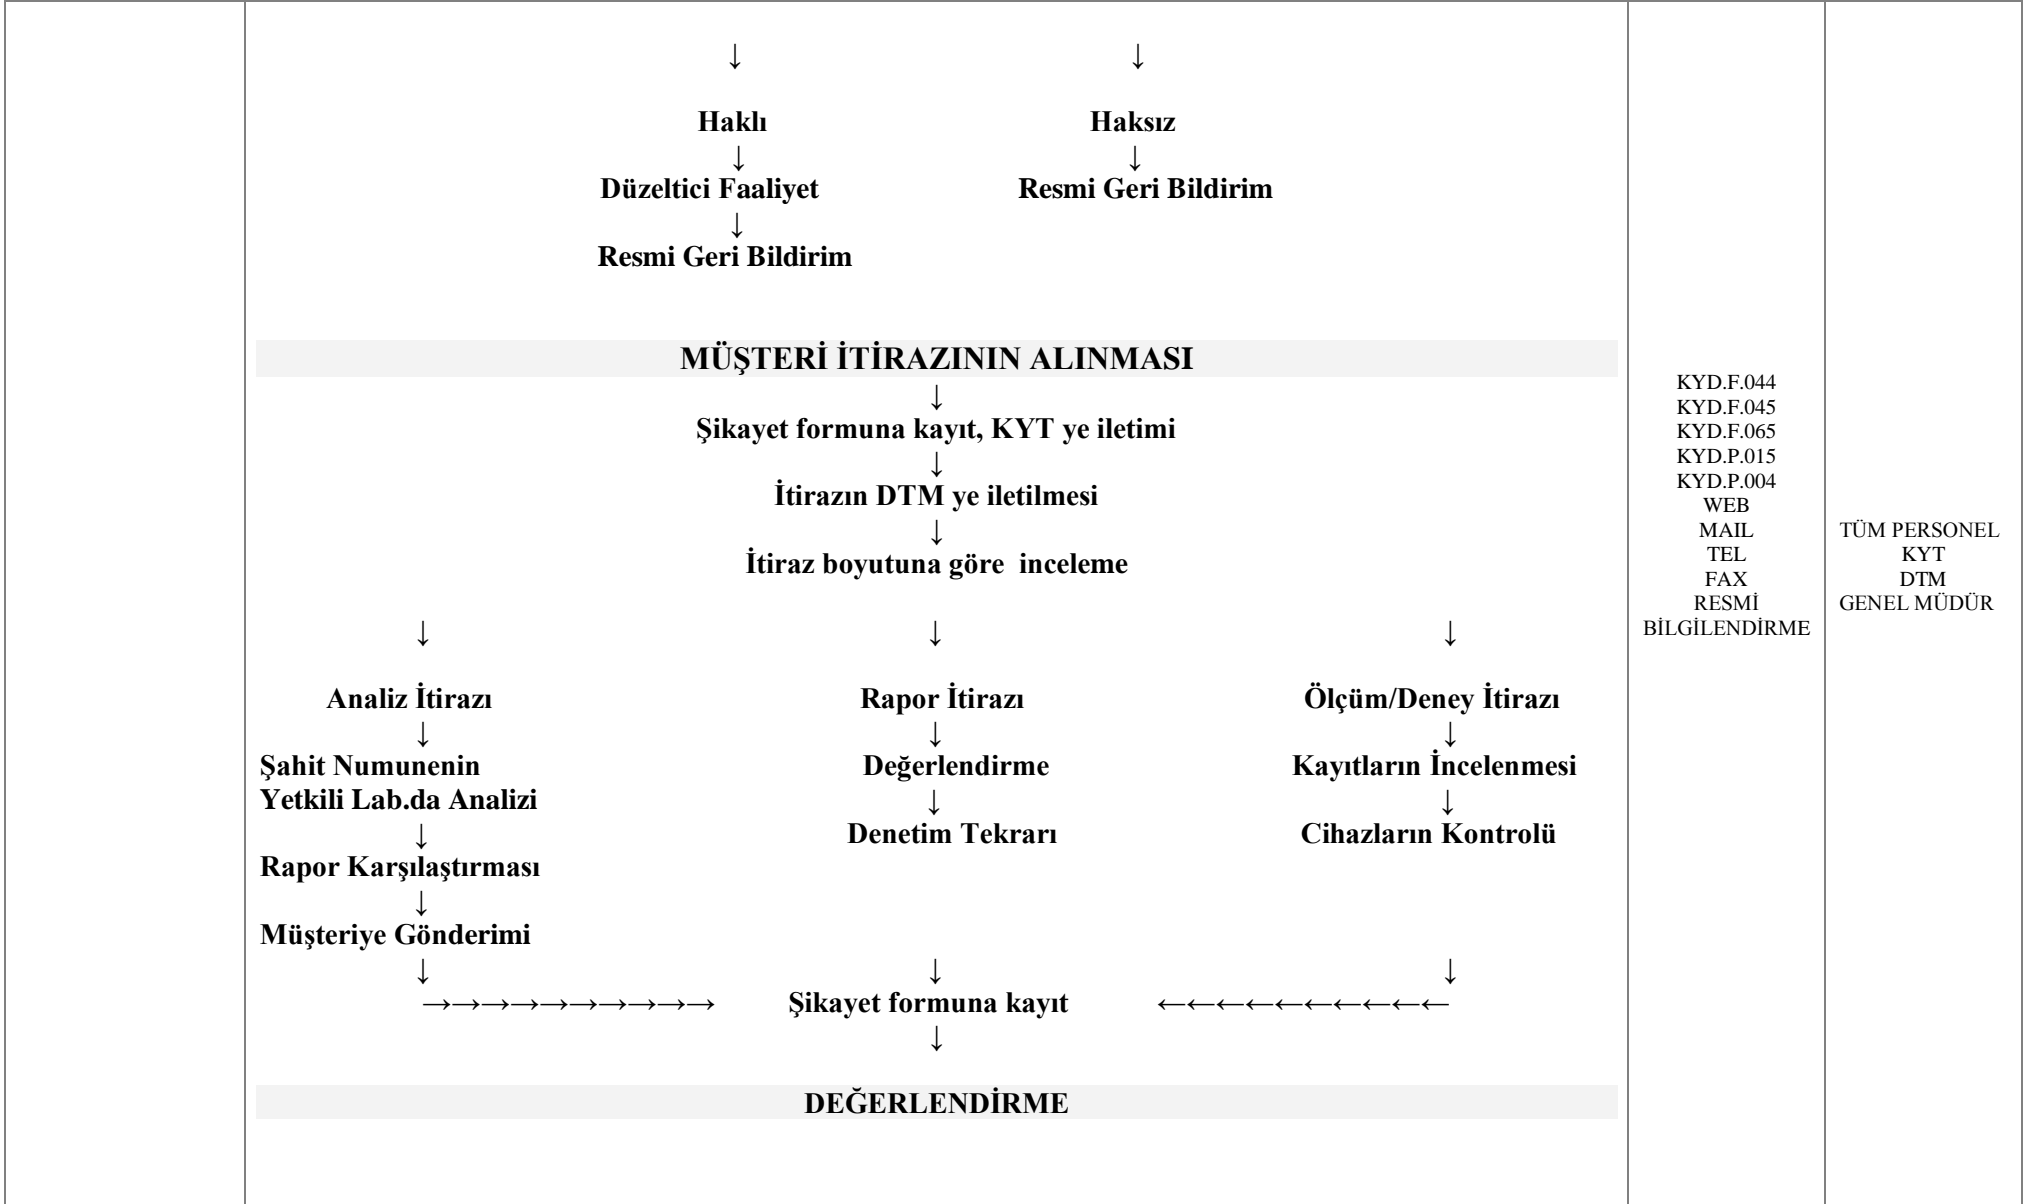 ↓ ↓
Haklı Haksız
↓ ↓
Düzeltici Faaliyet Resmi Geri Bildirim
↓
Resmi Geri Bildirim
MÜŞTERİ İTİRAZININ ALINMASI
↓
Şikayet formuna kayıt, KYT ye iletimi
↓
İtirazın DTM ye iletilmesi
↓
İtiraz boyutuna göre inceleme
↓ ↓ ↓
Analiz İtirazı Rapor İtirazı Ölçüm/Deney İtirazı
↓ ↓ ↓
Şahit Numunenin Değerlendirme Kayıtların İncelenmesi
Yetkili Lab.da Analizi ↓ ↓
↓ Denetim Tekrarı Cihazların Kontrolü
Rapor Karşılaştırması
↓
Müşteriye Gönderimi
↓ ↓ ↓
→→→→→→→→→→ Şikayet formuna kayıt ←←←←←←←←←←
↓
DEĞERLENDİRME
KYD.F.044
KYD.F.045
KYD.F.065
KYD.P.015
KYD.P.004
WEB
MAIL
TEL
FAX
RESMİ
BİLGİLENDİRME
TÜM PERSONEL
KYT
DTM
GENEL MÜDÜR